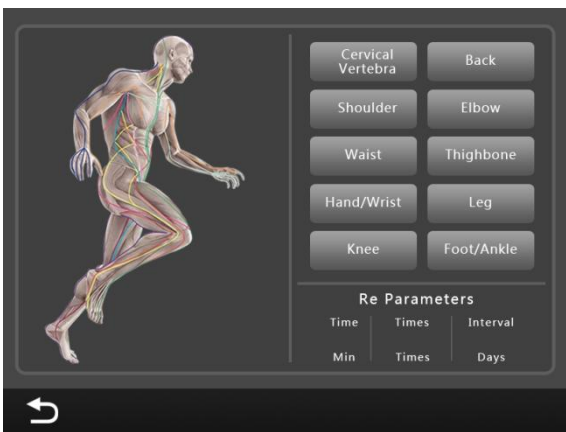 Cervical
Vertebra
Back
Shoulder
Elbow
Waist
Thighbone
Hand/Wrist
Leg
Knee
Foot/Ankle
Re Parameters
Time Times Interval
Min Times Days